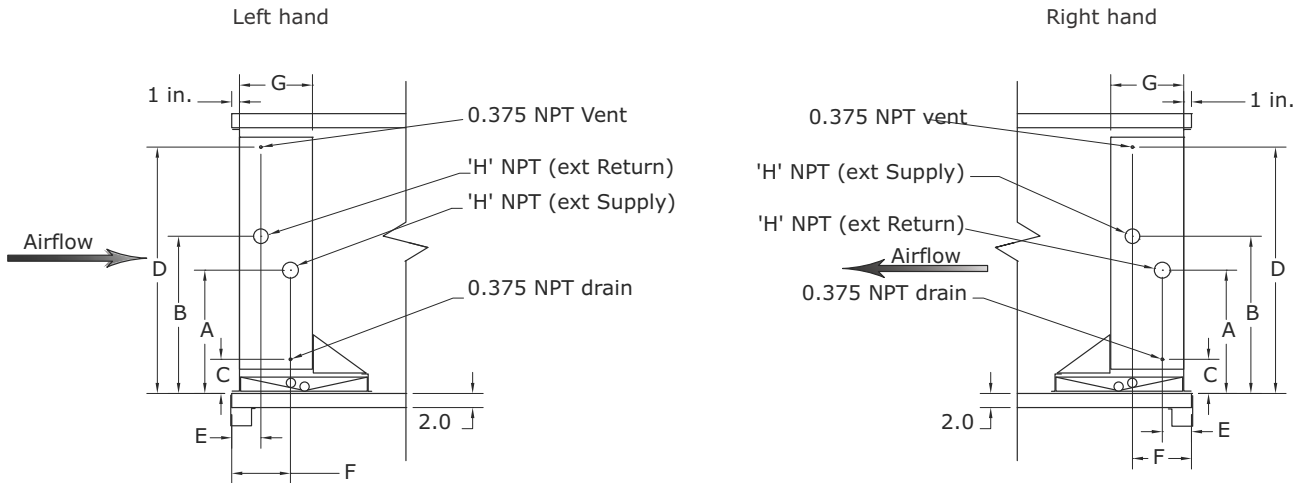 Left hand
G
1 in.
0.375 NPT Vent
'H' NPT (ext Return)
'H' NPT (ext Supply)
Airflow
D
B
A
0.375 NPT drain
C
2.0
E
F
Right hand
G
1 in.
0.375 NPT vent
'H' NPT (ext Supply)
'H' NPT (ext Return)
Airflow
D
B
A
0.375 NPT drain
C
2.0
E
F